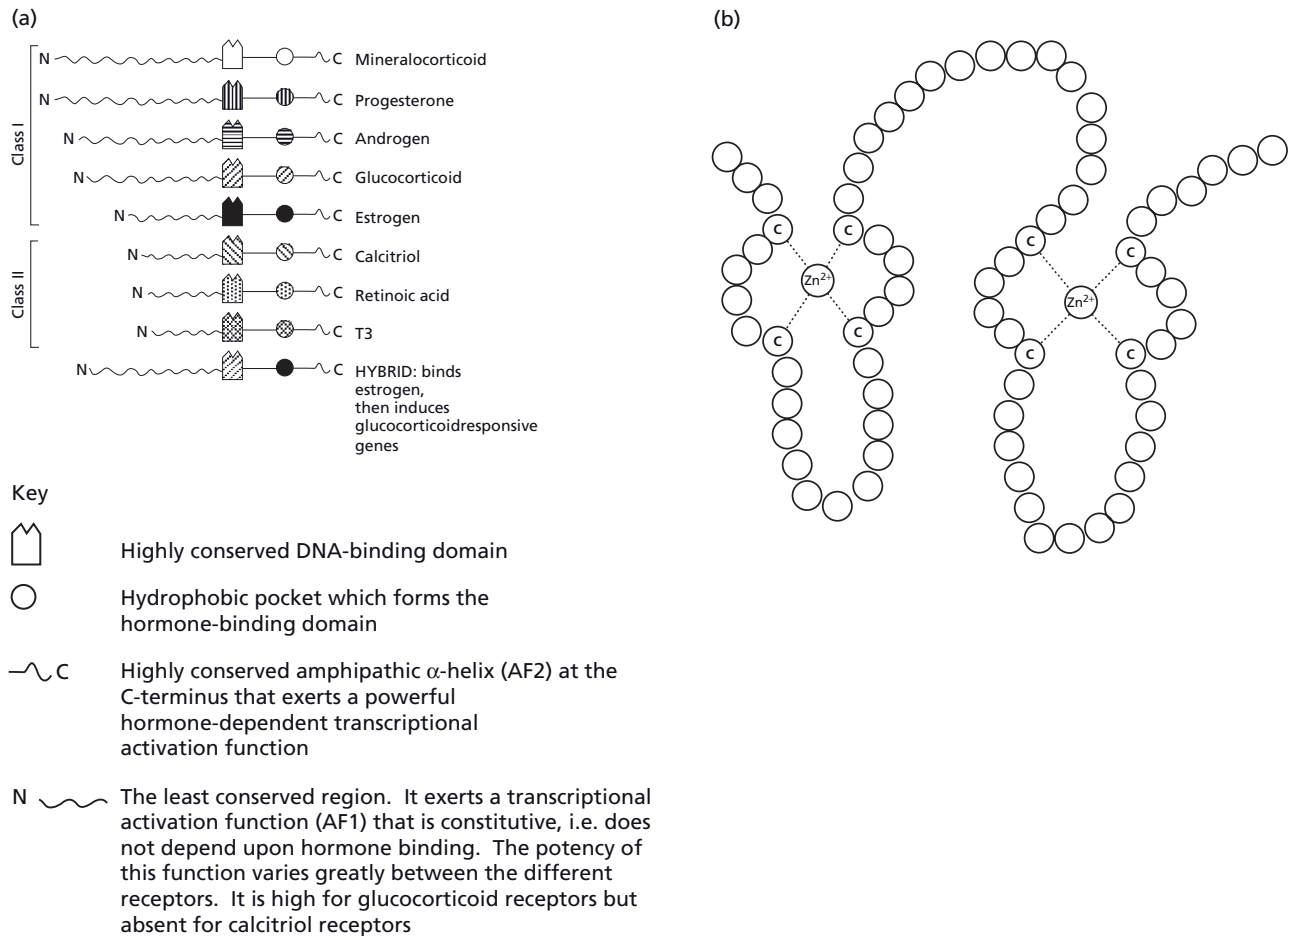 (a)
Class I
N C Mineralocorticoid
N C Progesterone
N C Androgen
N C Glucocorticoid
N C Estrogen
Class II
N C Calcitriol
N C Retinoic acid
N C T3
N C HYBRID: binds
estrogen,
then induces
glucocorticoidresponsive
genes
Key
Highly conserved DNA-binding domain
Hydrophobic pocket which forms the
hormone-binding domain
C Highly conserved amphipathic α-helix (AF2) at the
C-terminus that exerts a powerful
hormone-dependent transcriptional
activation function
N The least conserved region. It exerts a transcriptional
activation function (AF1) that is constitutive, i.e. does
not depend upon hormone binding. The potency of
this function varies greatly between the different
receptors. It is high for glucocorticoid receptors but
absent for calcitriol receptors
(b)
C C
Zn2+
C C
C C
Zn2+
C C